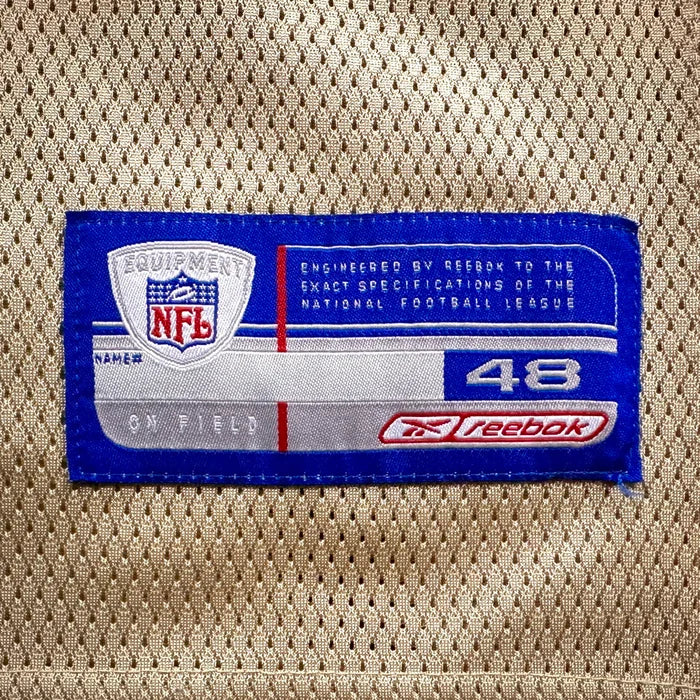 EQUIPMENT
NFL
ENGINEERED BY REEBOK TO THE
EXACT SPECIFICATIONS OF THE
NATIONAL FOOTBALL LEAGUE
NAME#
48
ON FIELD
reebok